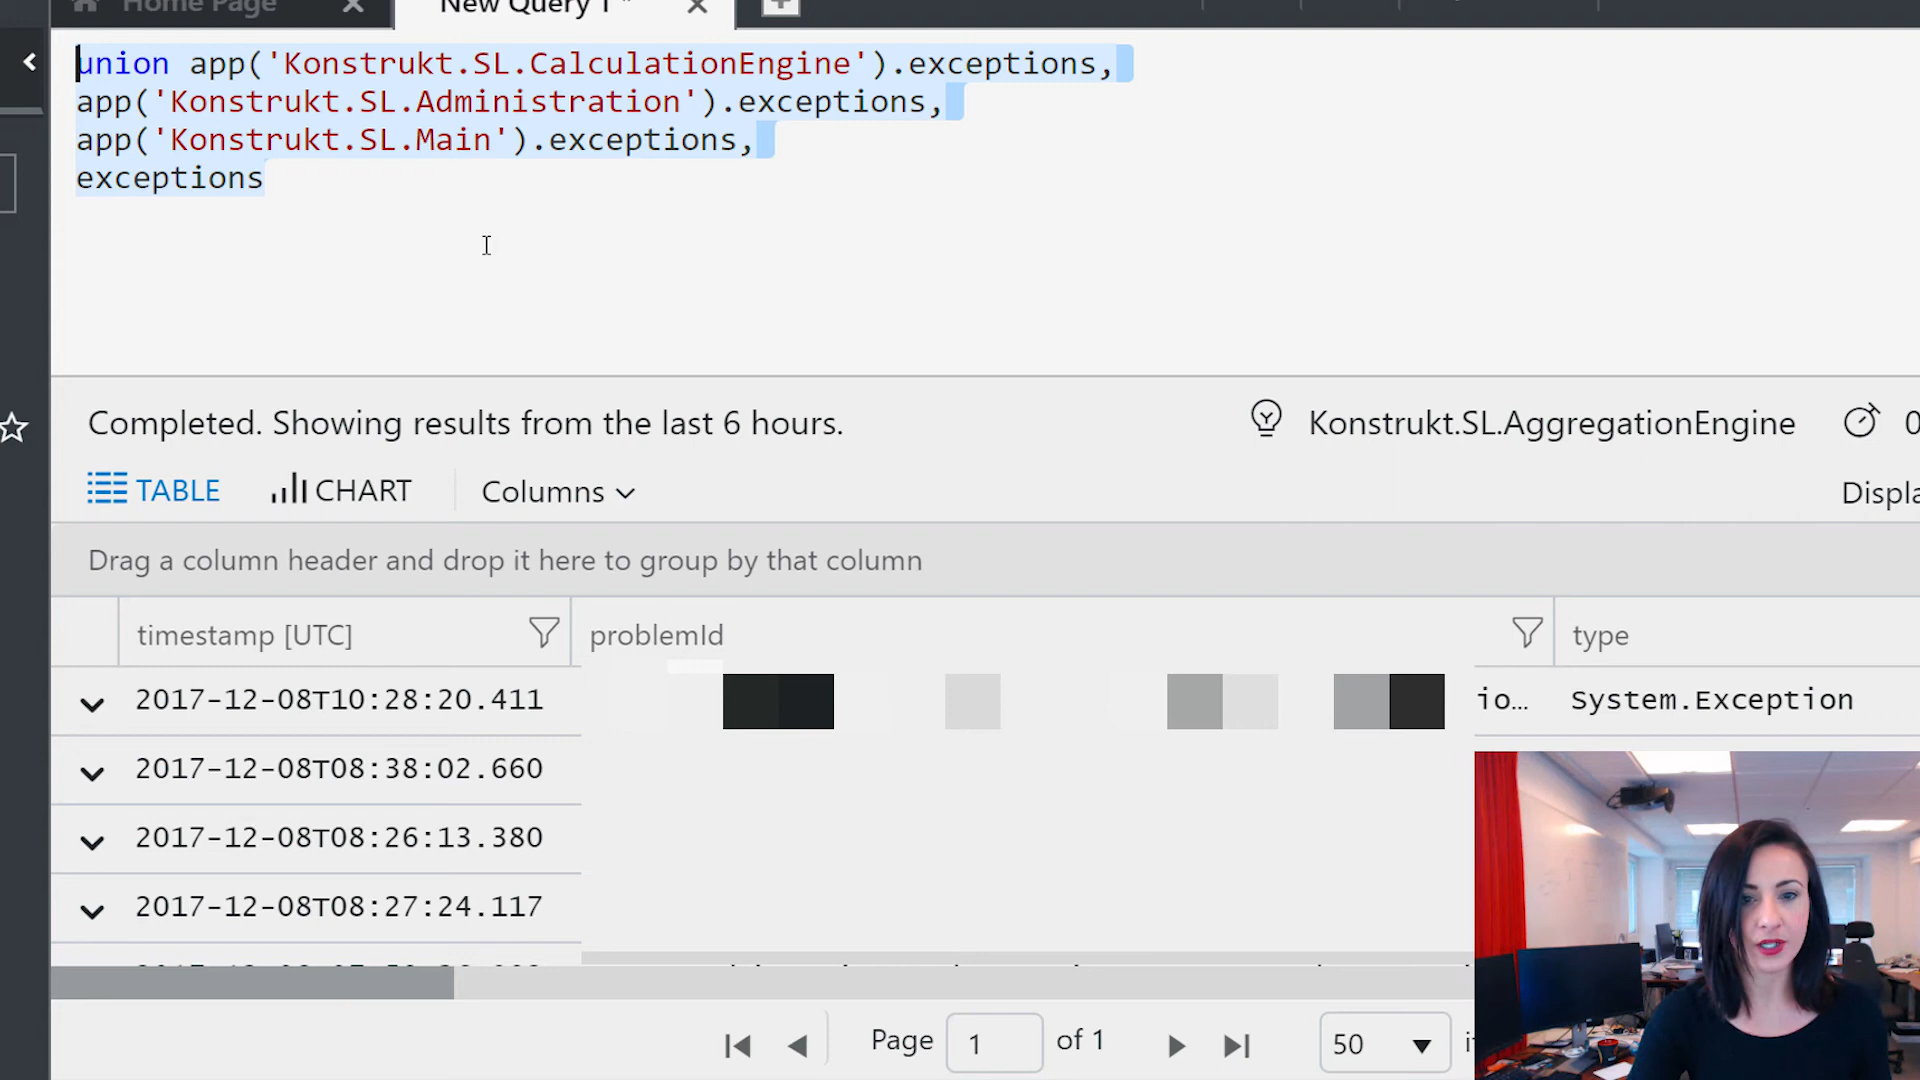 Home Page
New Query 1 *
union app('Konstrukt.SL.CalculationEngine').exceptions,
app('Konstrukt.SL.Administration').exceptions,
app('Konstrukt.SL.Main').exceptions,
exceptions
Completed. Showing results from the last 6 hours.
Konstrukt.SL.AggregationEngine
0
TABLE
CHART
Columns
Displa
Drag a column header and drop it here to group by that column
timestamp [UTC]
problemId
type
2017-12-08T10:28:20.411
io...
System.Exception
2017-12-08T08:38:02.660
2017-12-08T08:26:13.380
2017-12-08T08:27:24.117
Page 1 of 1
50